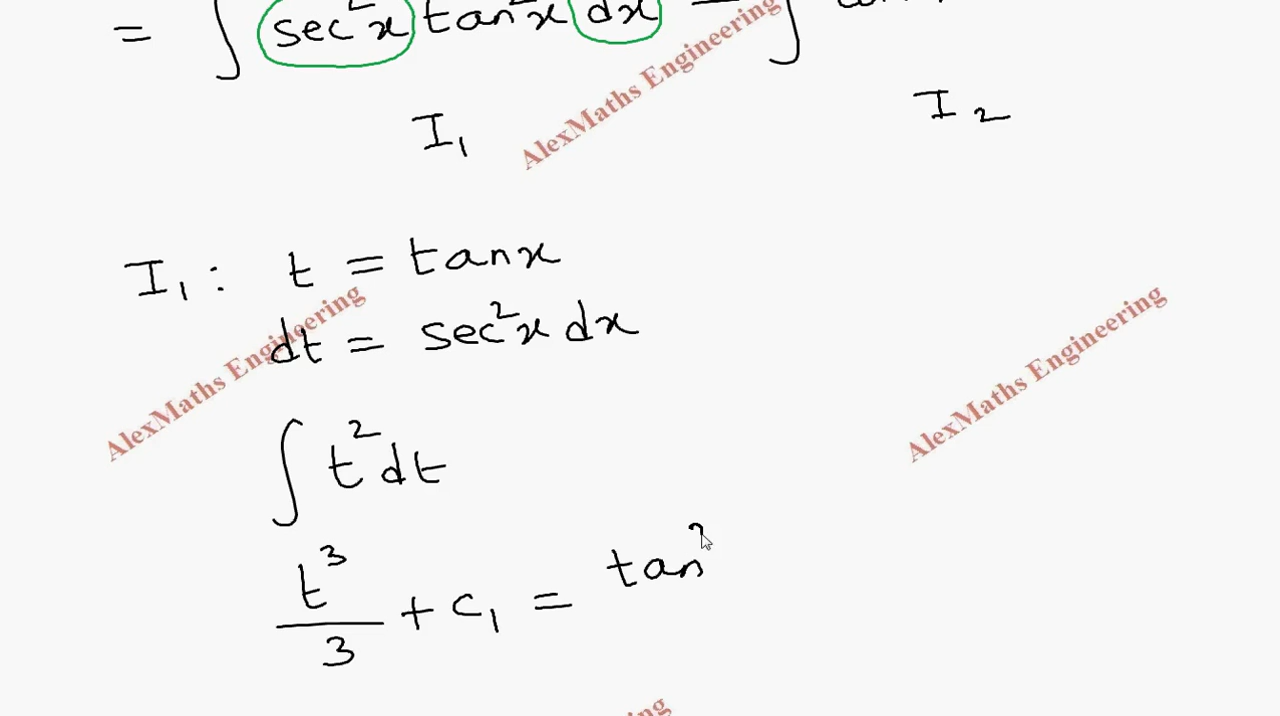 = ∫ sec²x tan²x dx - ∫
I₁ I₂
I₁ : t = tanx
dt = sec²x dx
∫ t² dt
t³/3 + c₁ = tan
AlexMaths Engineering
AlexMaths Engineering
AlexMaths Engineering